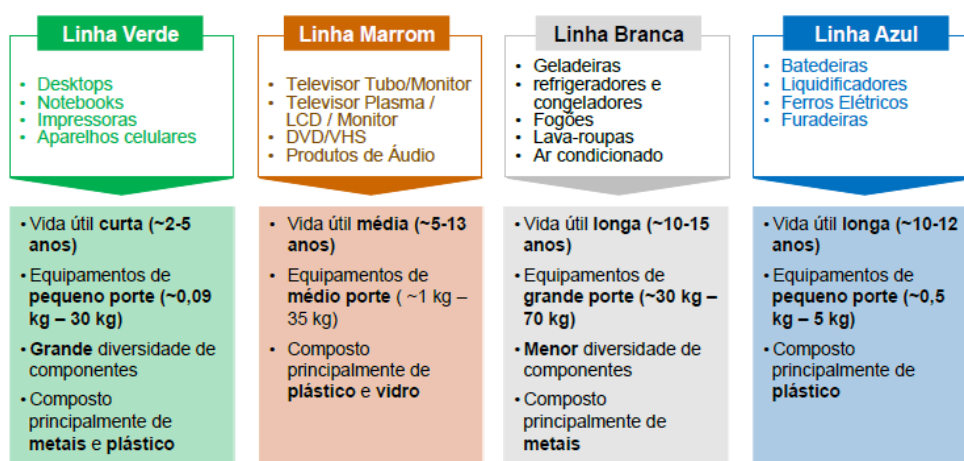 Linha Verde
• Desktops
• Notebooks
• Impressoras
• Aparelhos celulares
• Vida útil curta (~2-5
anos)
• Equipamentos de
pequeno porte (~0,09
kg – 30 kg)
• Grande diversidade de
componentes
• Composto
principalmente de
metais e plástico
Linha Marrom
• Televisor Tubo/Monitor
• Televisor Plasma /
LCD / Monitor
• DVD/VHS
• Produtos de Áudio
• Vida útil média (~5-13
anos)
• Equipamentos de
médio porte ( ~1 kg –
35 kg)
• Composto
principalmente de
plástico e vidro
Linha Branca
• Geladeiras
• refrigeradores e
congeladores
• Fogões
• Lava-roupas
• Ar condicionado
• Vida útil longa (~10-15
anos)
• Equipamentos de
grande porte (~30 kg –
70 kg)
• Menor diversidade de
componentes
• Composto
principalmente de
metais
Linha Azul
• Batedeiras
• Liquidificadores
• Ferros Elétricos
• Furadeiras
• Vida útil longa (~10-12
anos)
• Equipamentos de
pequeno porte (~0,5
kg – 5 kg)
• Composto
principalmente de
plástico